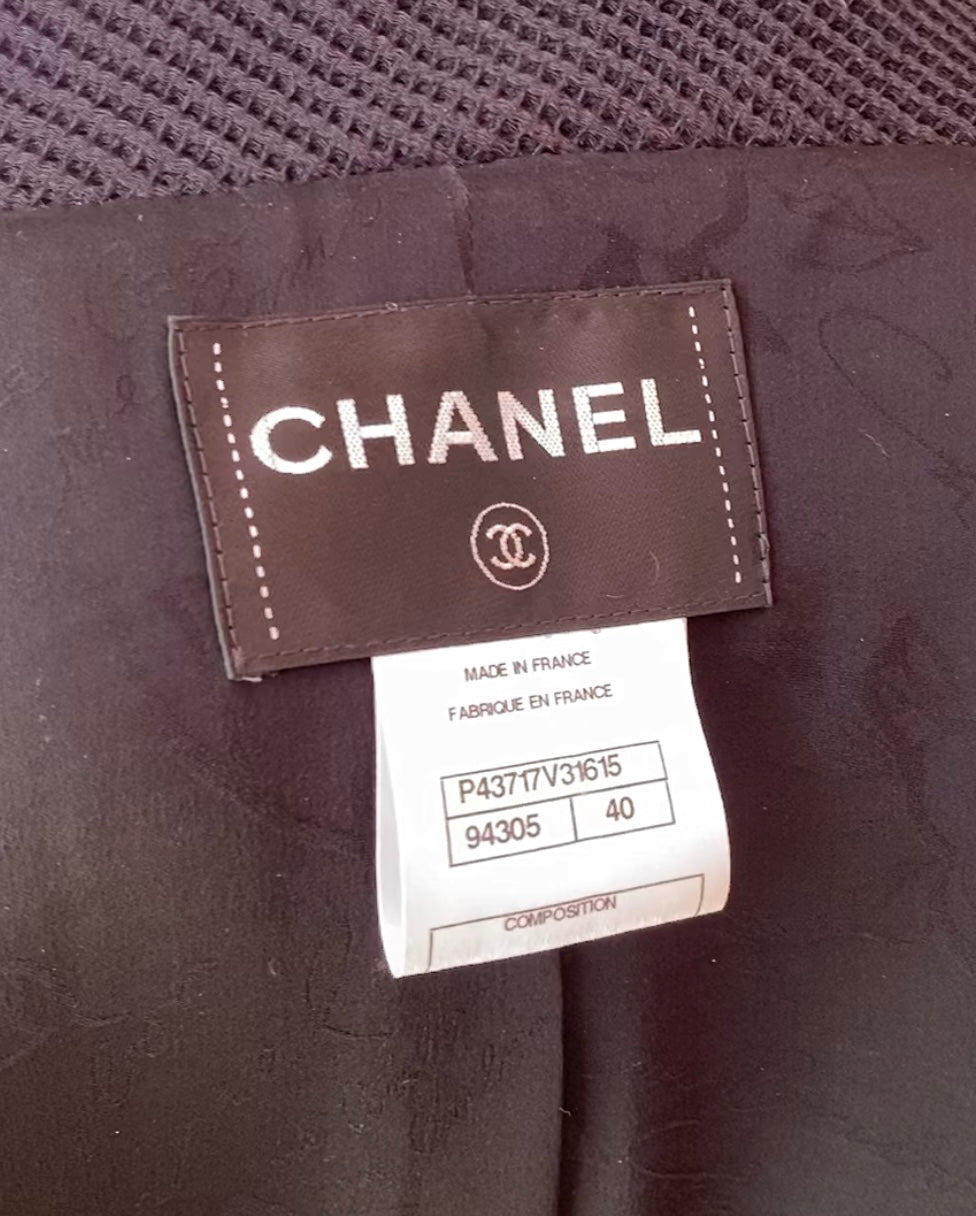 CHANEL
MADE IN FRANCE
FABRIQUE EN FRANCE
P43717V31615
94305 40
COMPOSITION